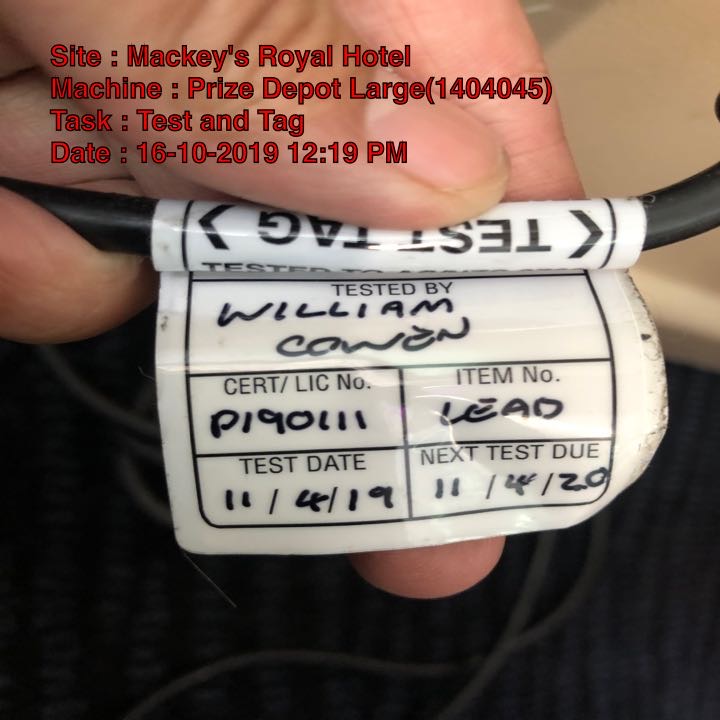 Site : Mackey's Royal Hotel
Machine : Prize Depot Large(1404045)
Task : Test and Tag
Date : 16-10-2019 12:19 PM
TEST TAG
TESTED TO
TESTED BY
WILLIAM
COWEN
CERT/ LIC No. ITEM No.
P190111 LEAD
TEST DATE NEXT TEST DUE
11/4/19 11/4/20